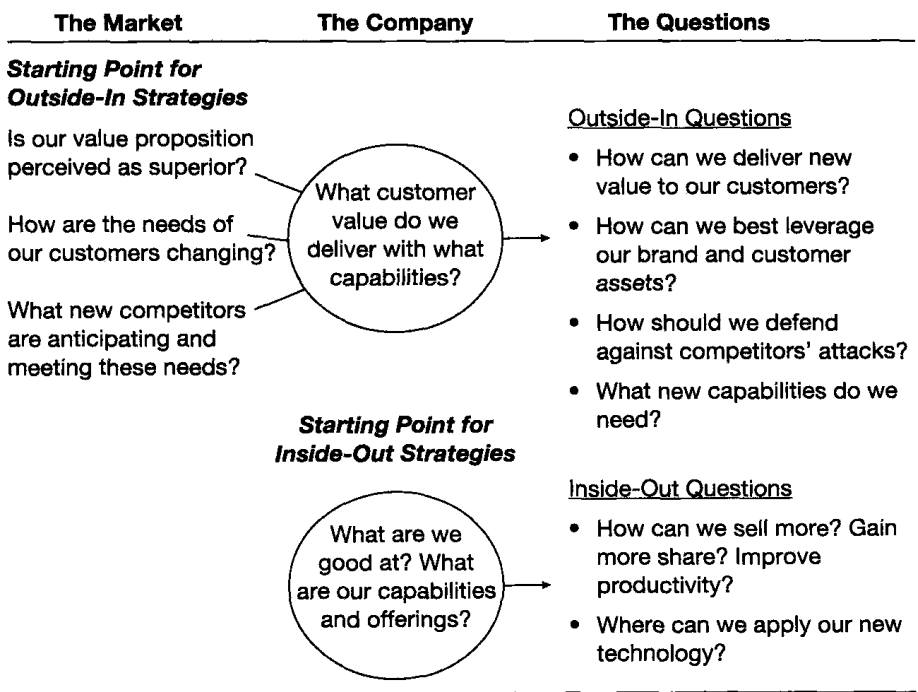 The Market
The Company
The Questions
Starting Point for
Outside-In Strategies
Is our value proposition
perceived as superior?
How are the needs of
our customers changing?
What new competitors
are anticipating and
meeting these needs?
What customer
value do we
deliver with what
capabilities?
Outside-In Questions
• How can we deliver new
value to our customers?
• How can we best leverage
our brand and customer
assets?
• How should we defend
against competitors' attacks?
• What new capabilities do we
need?
Starting Point for
Inside-Out Strategies
What are we
good at? What
are our capabilities
and offerings?
Inside-Out Questions
• How can we sell more? Gain
more share? Improve
productivity?
• Where can we apply our new
technology?